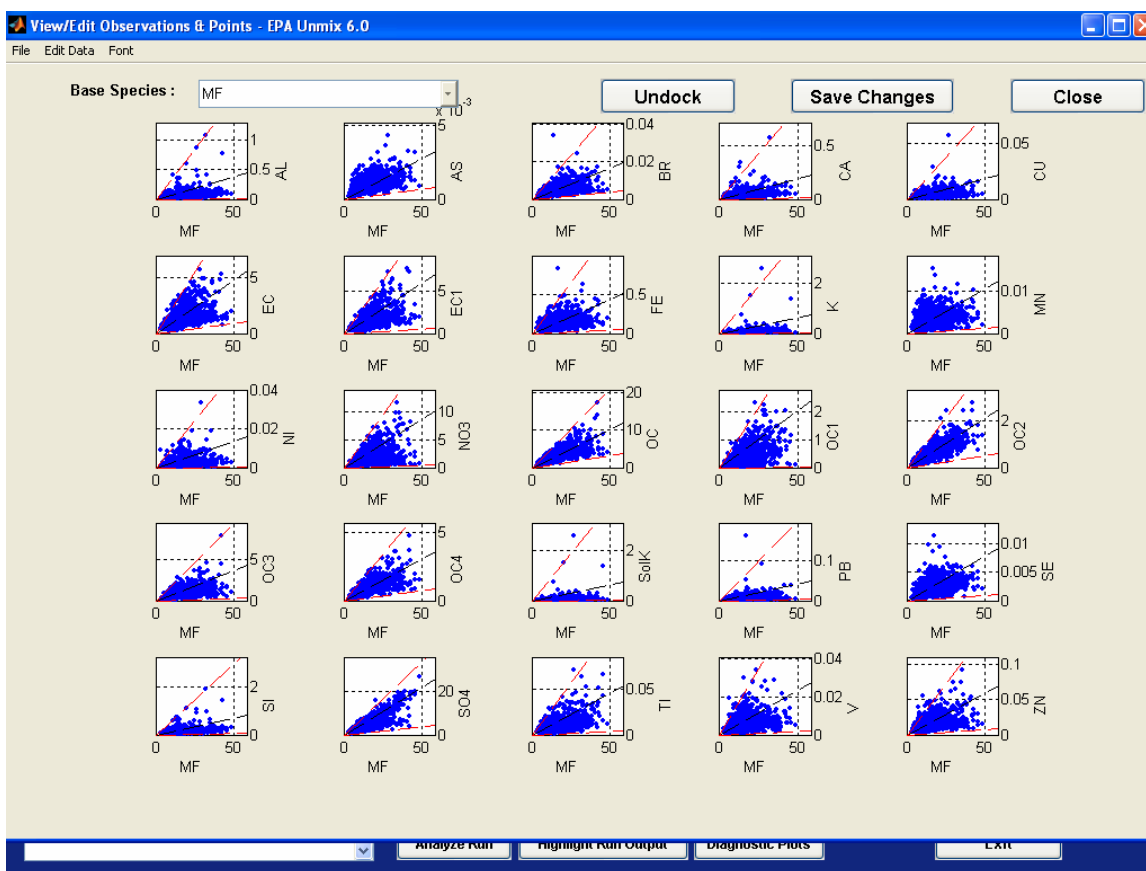 View/Edit Observations & Points - EPA Unmix 6.0
File Edit Data Font
Base Species : MF Undock Save Changes Close
x 10 -3
1 0.5 0 AL 0 50 MF
5 0 AS 0 50 MF
0.04 0.02 0 BR 0 50 MF
0.5 0 CA 0 50 MF
0.05 0 CU 0 50 MF
5 0 EC 0 50 MF
5 0 EC1 0 50 MF
0.5 0 FE 0 50 MF
2 0 K 0 50 MF
0.01 0 MN 0 50 MF
0.04 0.02 0 NI 0 50 MF
10 5 0 NO3 0 50 MF
20 10 0 OC 0 50 MF
2 1 0 OC1 0 50 MF
2 0 OC2 0 50 MF
5 0 OC3 0 50 MF
5 0 OC4 0 50 MF
2 0 SolK 0 50 MF
0.1 0 PB 0 50 MF
0.01 0.005 0 SE 0 50 MF
2 0 SI 0 50 MF
20 0 SO4 0 50 MF
0.05 0 TI 0 50 MF
0.04 0.02 0 V 0 50 MF
0.1 0.05 0 ZN 0 50 MF
Analyze Run Highlight Run Output Diagnostic Plots Exit